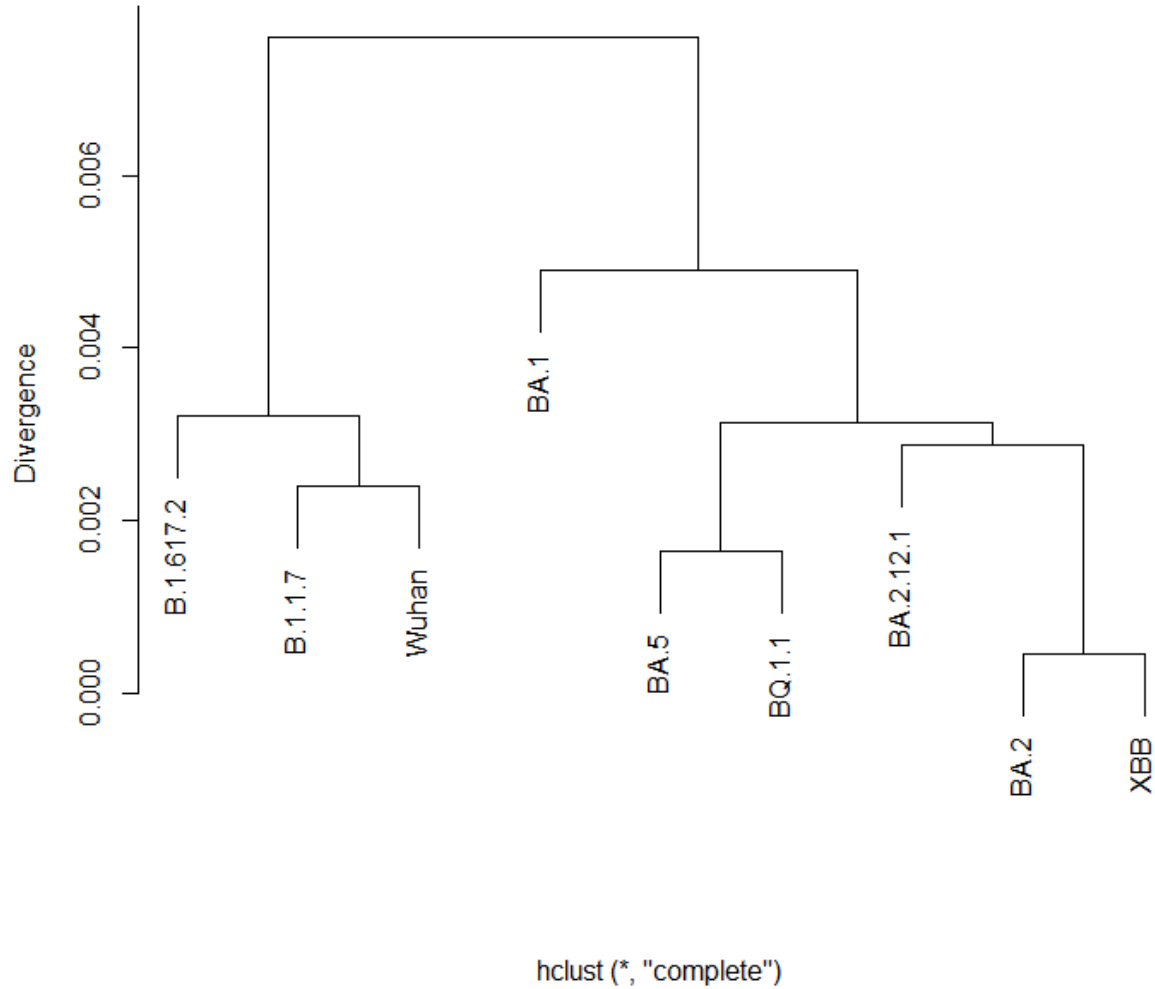 Divergence
0.006
0.004
0.002
0.000
B.1.617.2
B.1.1.7
Wuhan
BA.1
BA.5
BQ.1.1
BA.2.12.1
BA.2
XBB
hclust (*, "complete")